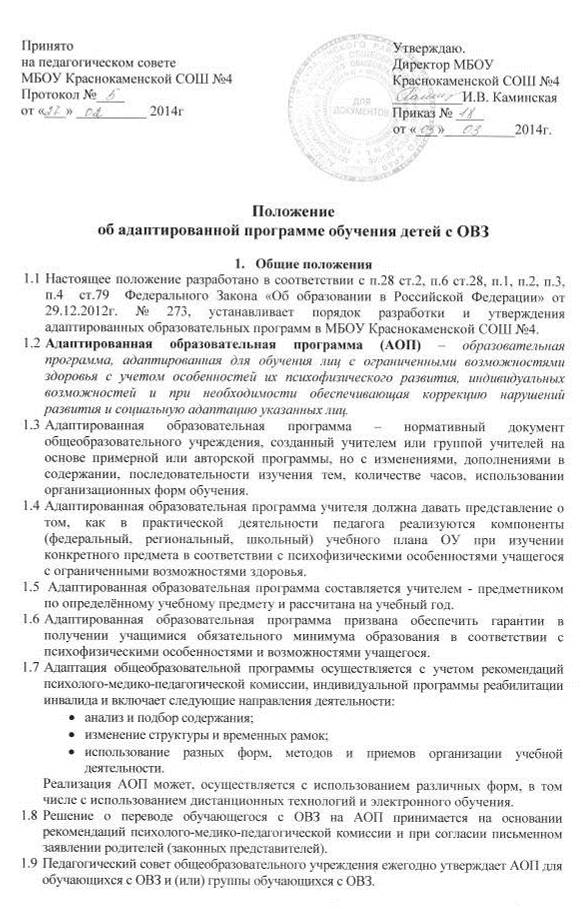 Принято
на педагогическом совете
МБОУ Краснокаменской СОШ №4
Протокол № 5
от «27» 02 2014г
Утверждаю.
Директор МБОУ
Краснокаменской СОШ №4
И.В. Каминская
Приказ № 18
от «03» 03 2014г.
ДЛЯ
ДОКУМЕНТОВ
Положение
об адаптированной программе обучения детей с ОВЗ
1. Общие положения
1.1 Настоящее положение разработано в соответствии с п.28 ст.2, п.6 ст.28, п.1, п.2, п.3,
п.4 ст.79 Федерального Закона «Об образовании в Российской Федерации» от
29.12.2012г. № 273, устанавливает порядок разработки и утверждения
адаптированных образовательных программ в МБОУ Краснокаменской СОШ №4.
1.2 Адаптированная образовательная программа (АОП) – образовательная
программа, адаптированная для обучения лиц с ограниченными возможностями
здоровья с учетом особенностей их психофизического развития, индивидуальных
возможностей и при необходимости обеспечивающая коррекцию нарушений
развития и социальную адаптацию указанных лиц.
1.3 Адаптированная образовательная программа – нормативный документ
общеобразовательного учреждения, созданный учителем или группой учителей на
основе примерной или авторской программы, но с изменениями, дополнениями в
содержании, последовательности изучения тем, количестве часов, использовании
организационных форм обучения.
1.4 Адаптированная образовательная программа учителя должна давать представление о
том, как в практической деятельности педагога реализуются компоненты
(федеральный, региональный, школьный) учебного плана ОУ при изучении
конкретного предмета в соответствии с психофизическими особенностями учащегося
с ограниченными возможностями здоровья.
1.5 Адаптированная образовательная программа составляется учителем - предметником
по определённому учебному предмету и рассчитана на учебный год.
1.6 Адаптированная образовательная программа призвана обеспечить гарантии в
получении учащимися обязательного минимума образования в соответствии с
психофизическими особенностями и возможностями учащегося.
1.7 Адаптация общеобразовательной программы осуществляется с учетом рекомендаций
психолого-медико-педагогической комиссии, индивидуальной программы реабилитации
инвалида и включает следующие направления деятельности:
• анализ и подбор содержания;
• изменение структуры и временных рамок;
• использование разных форм, методов и приемов организации учебной
деятельности.
Реализация АОП может, осуществляется с использованием различных форм, в том
числе с использованием дистанционных технологий и электронного обучения.
1.8 Решение о переводе обучающегося с ОВЗ на АОП принимается на основании
рекомендаций психолого-медико-педагогической комиссии и при согласии письменном
заявлении родителей (законных представителей).
1.9 Педагогический совет общеобразовательного учреждения ежегодно утверждает АОП для
обучающихся с ОВЗ и (или) группы обучающихся с ОВЗ.